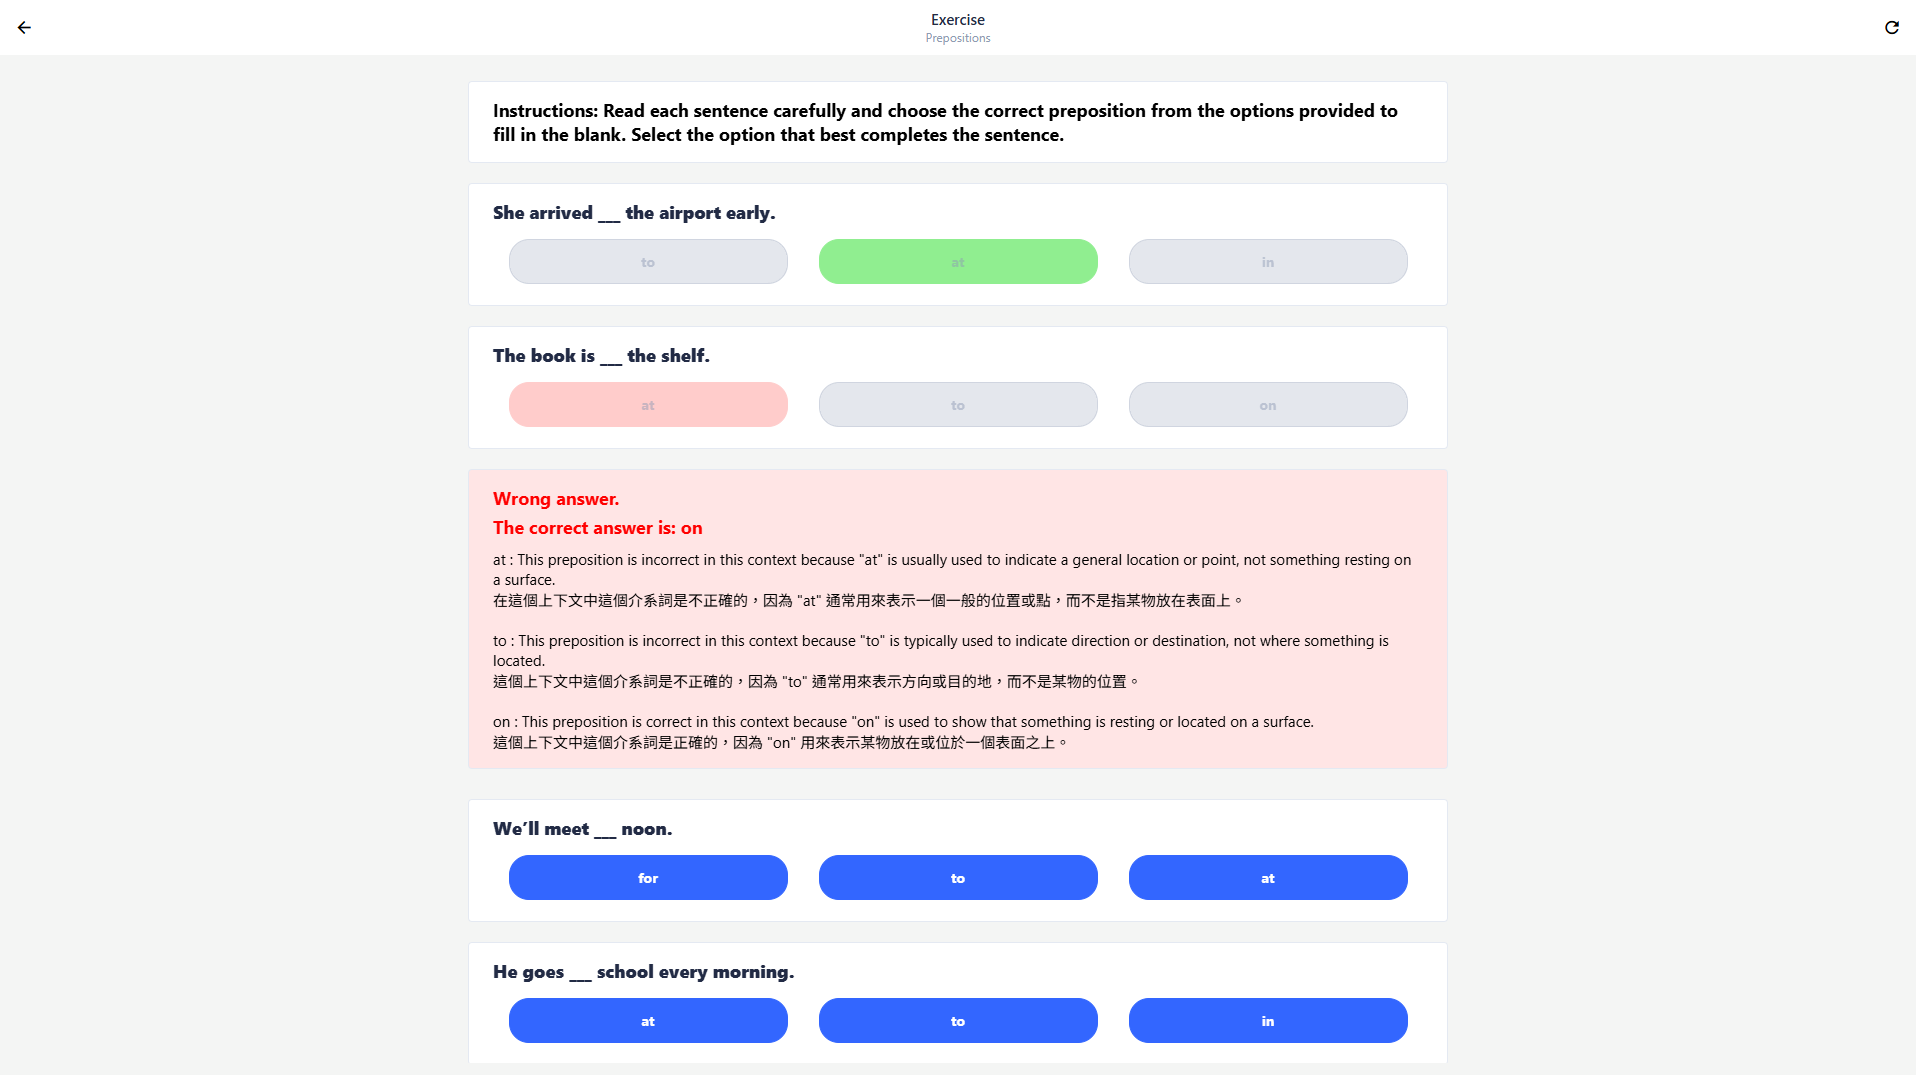 Exercise
Prepositions
Instructions: Read each sentence carefully and choose the correct preposition from the options provided to
fill in the blank. Select the option that best completes the sentence.
She arrived ___ the airport early.
to at in
The book is ___ the shelf.
at to on
Wrong answer.
The correct answer is: on
at : This preposition is incorrect in this context because "at" is usually used to indicate a general location or point, not something resting on
a surface.
在這個上下文中這個介系詞是不正確的，因為 "at" 通常用來表示一個一般的位置或點，而不是指某物放在表面上。
to : This preposition is incorrect in this context because "to" is typically used to indicate direction or destination, not where something is
located.
這個上下文中這個介系詞是不正確的，因為 "to" 通常用來表示方向或目的地，而不是某物的位置。
on : This preposition is correct in this context because "on" is used to show that something is resting or located on a surface.
這個上下文中這個介系詞是正確的，因為 "on" 用來表示某物放在或位於一個表面之上。
We’ll meet ___ noon.
for to at
He goes ___ school every morning.
at to in